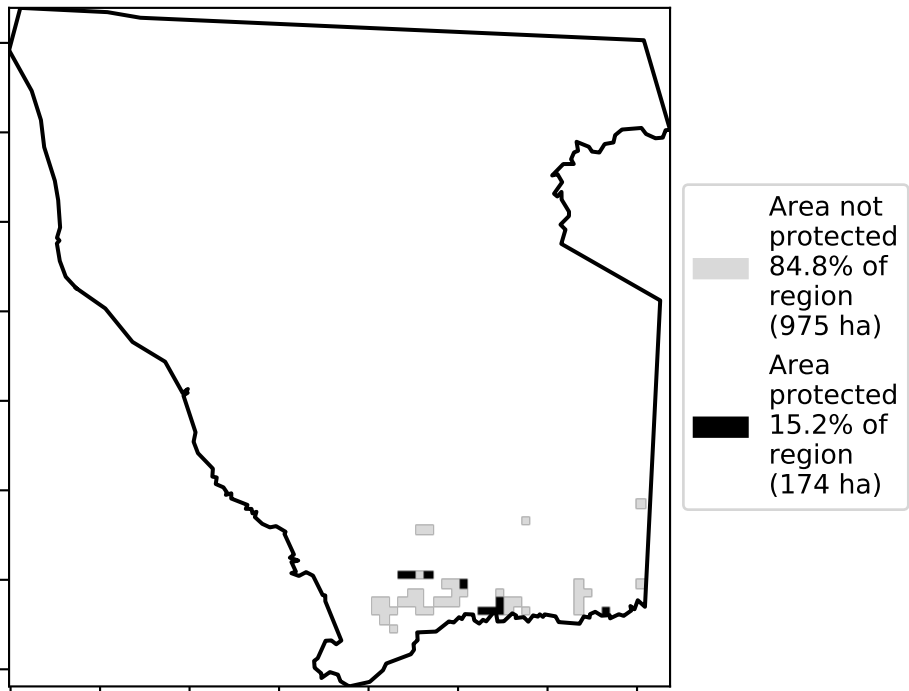 Area not
protected
84.8% of
region
(975 ha)
Area
protected
15.2% of
region
(174 ha)